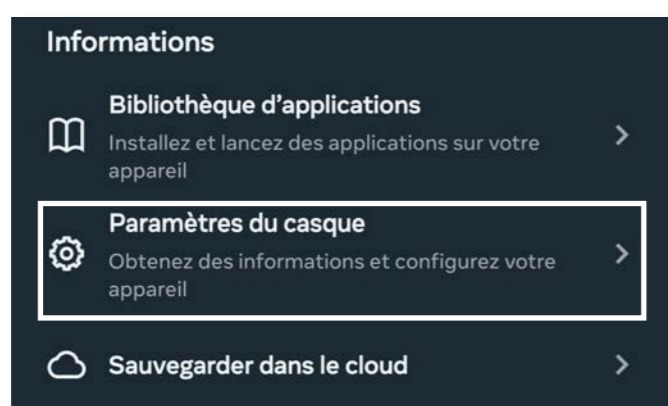 Informations
Bibliothèque d’applications
Installez et lancez des applications sur votre
appareil
Paramètres du casque
Obtenez des informations et configurez votre
appareil
Sauvegarder dans le cloud